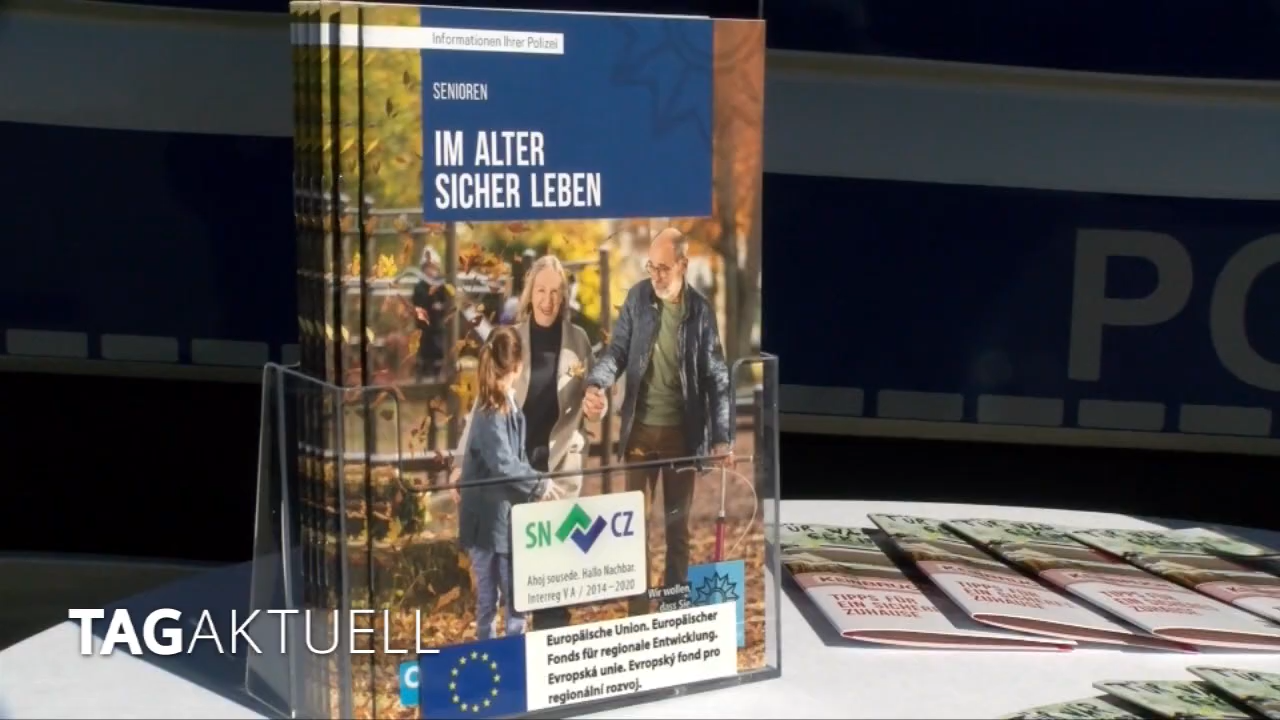 Informationen Ihrer Polizei
SENIOREN
IM ALTER
SICHER LEBEN
SN CZ
Ahoj sousede. Hallo Nachbar.
Interreg V A / 2014–2020
Wir wollen,
dass Sie
Europäische Union. Europäischer
Fonds für regionale Entwicklung.
Evropská unie. Evropský fond pro
regionální rozvoj.
PO
TIPPS FÜR
EIN SICHERES
ZUHAUSE
TAGAKTUELL